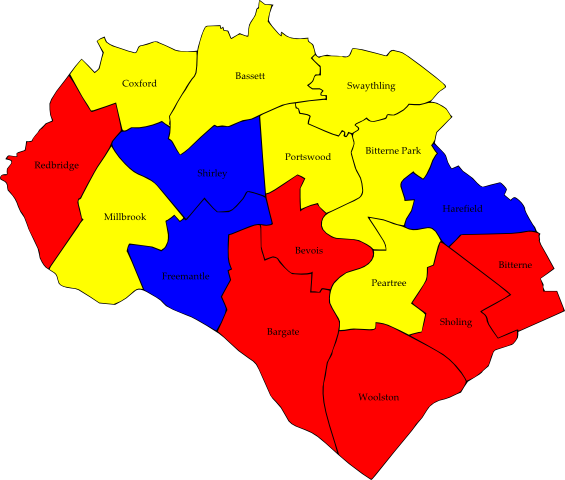 Coxford
Bassett
Swaythling
Redbridge
Shirley
Portswood
Bitterne Park
Millbrook
Harefield
Freemantle
Bevois
Bitterne
Peartree
Sholing
Bargate
Woolston